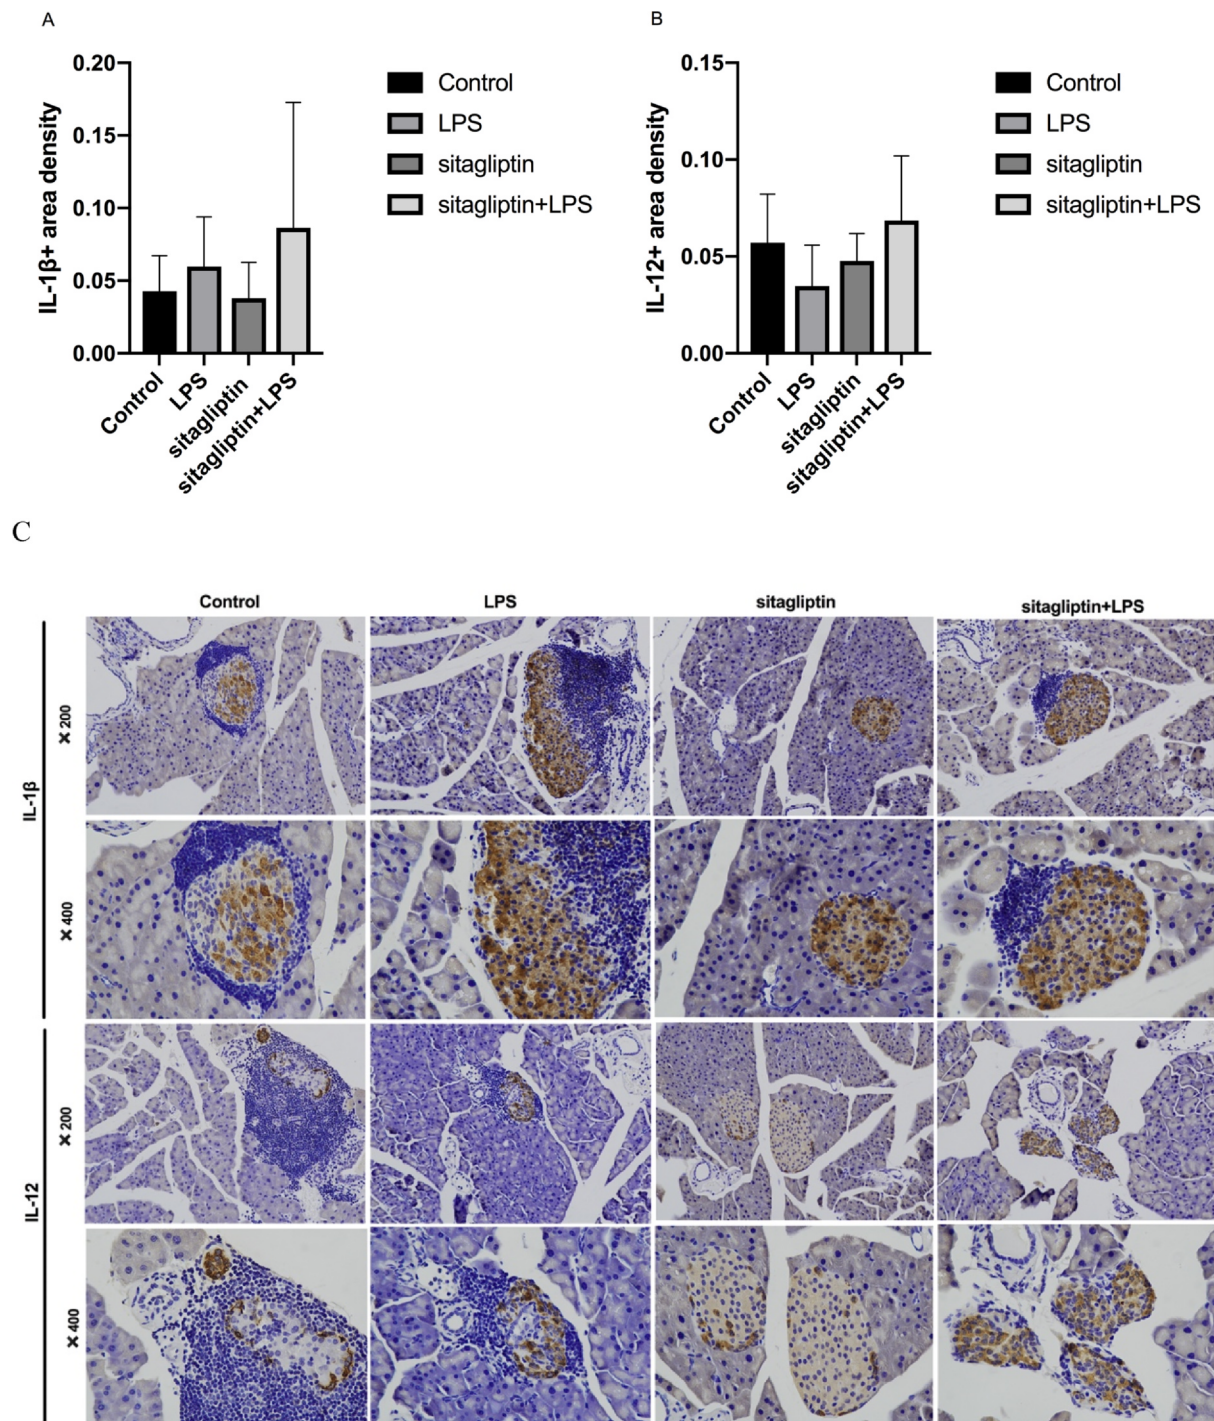 A
IL-1β+ area density
0.20
0.15
0.10
0.05
0.00
Control
LPS
sitagliptin
sitagliptin+LPS
Control
LPS
sitagliptin
sitagliptin+LPS
B
IL-12+ area density
0.15
0.10
0.05
0.00
Control
LPS
sitagliptin
sitagliptin+LPS
Control
LPS
sitagliptin
sitagliptin+LPS
C
Control
LPS
sitagliptin
sitagliptin+LPS
IL-1β
× 200
× 400
IL-12
× 200
× 400